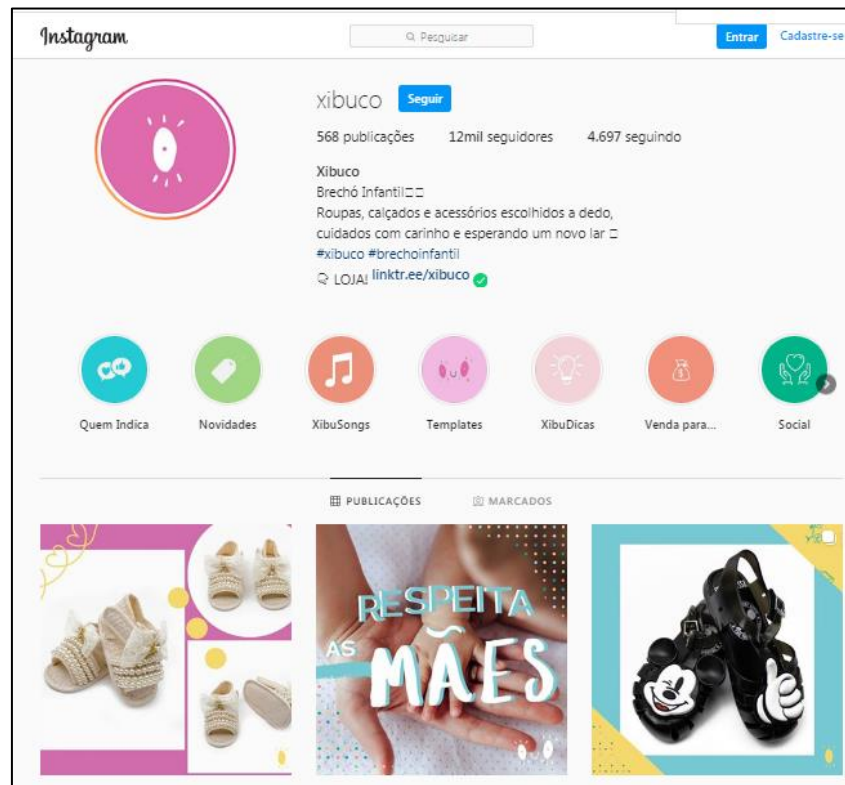 Instagram
Pesquisar
Entrar
Cadastre-se
xibuco
Seguir
568 publicações 12mil seguidores 4.697 seguindo
Xibuco
Brechó Infantil
Roupas, calçados e acessórios escolhidos a dedo,
cuidados com carinho e esperando um novo lar
#xibuco #brechoinfantil
LOJA! linktr.ee/xibuco
Quem Indica
Novidades
XibuSongs
Templates
XibuDicas
Venda para...
Social
PUBLICAÇÕES
MARCADOS
RESPEITA
AS
MÃES